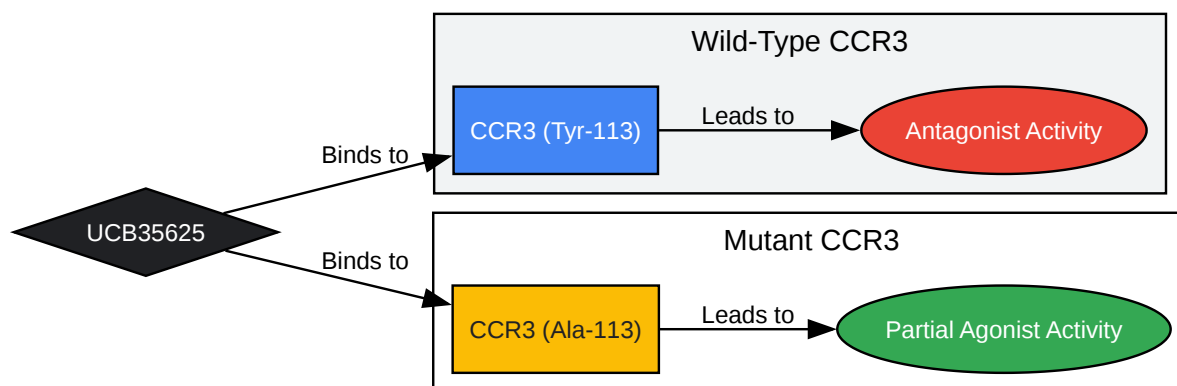 Wild-Type CCR3
CCR3 (Tyr-113)
Leads to
Antagonist Activity
Binds to
UCB35625
Mutant CCR3
Binds to
CCR3 (Ala-113)
Leads to
Partial Agonist Activity